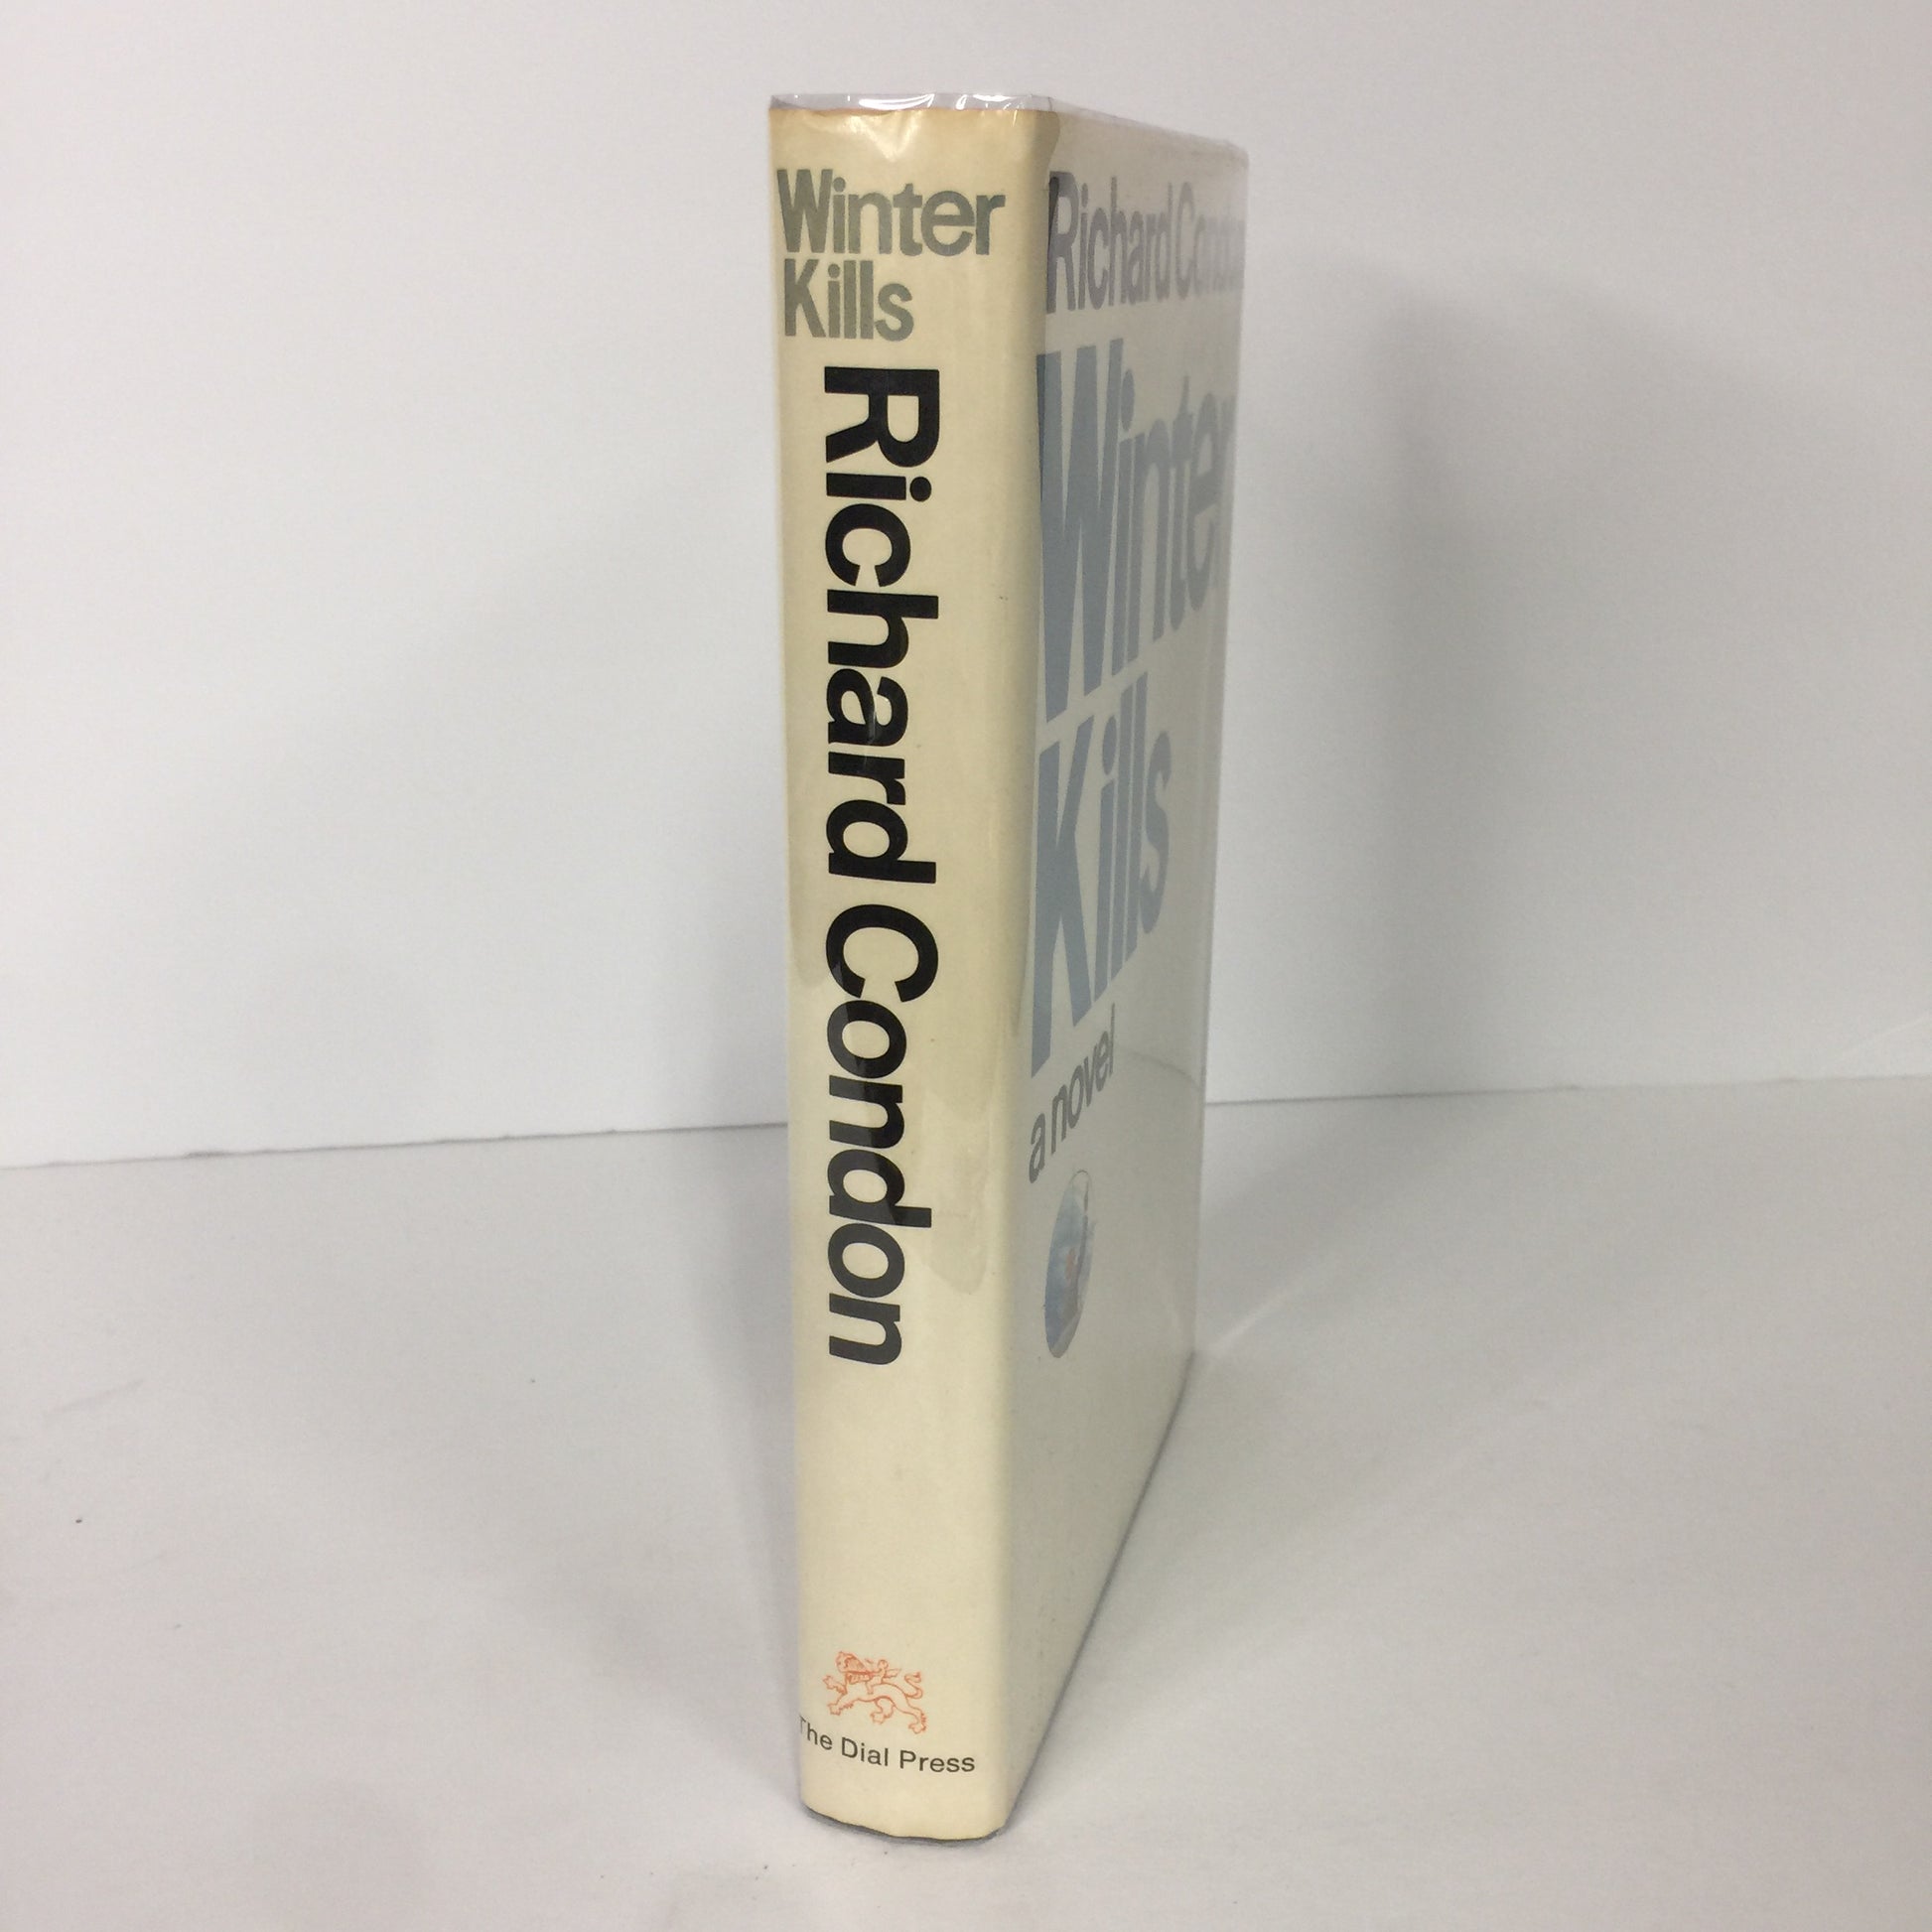 Winter
Kills
Richard Condon
The Dial Press
Richard Condon
Winter
Kills
a novel